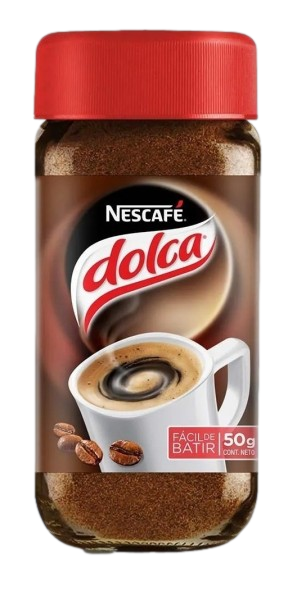 NESCAFÉ
dolca
FÁCIL DE
BATIR
50g
CONT. NETO